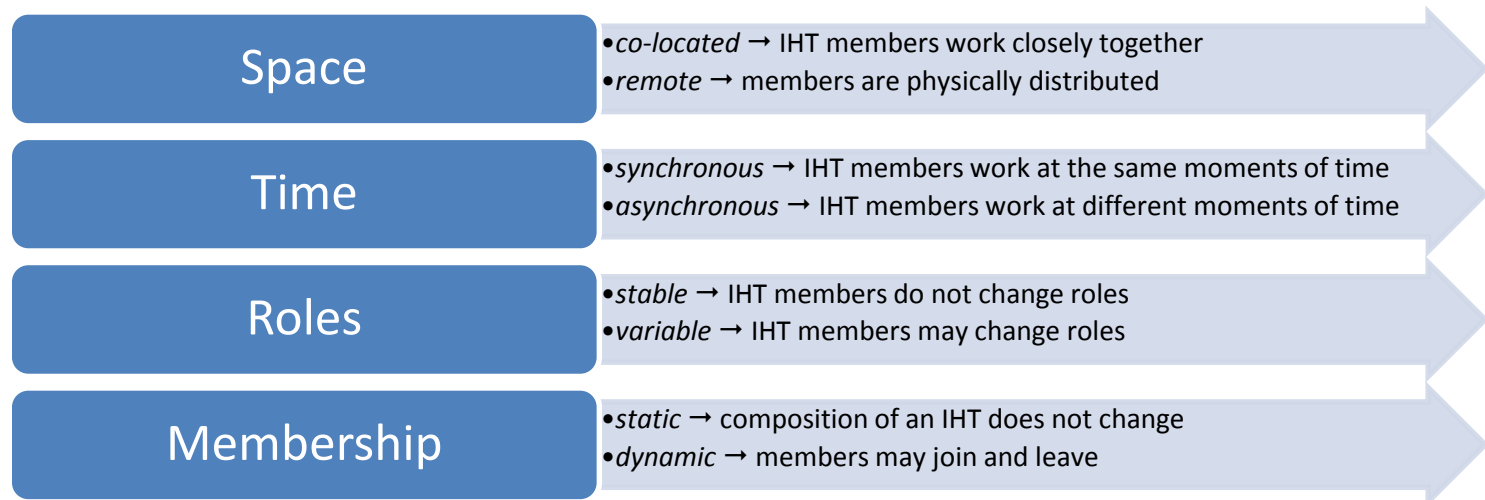 Space
•co-located → IHT members work closely together
•remote → members are physically distributed
Time
•synchronous → IHT members work at the same moments of time
•asynchronous → IHT members work at different moments of time
Roles
•stable → IHT members do not change roles
•variable → IHT members may change roles
Membership
•static → composition of an IHT does not change
•dynamic → members may join and leave